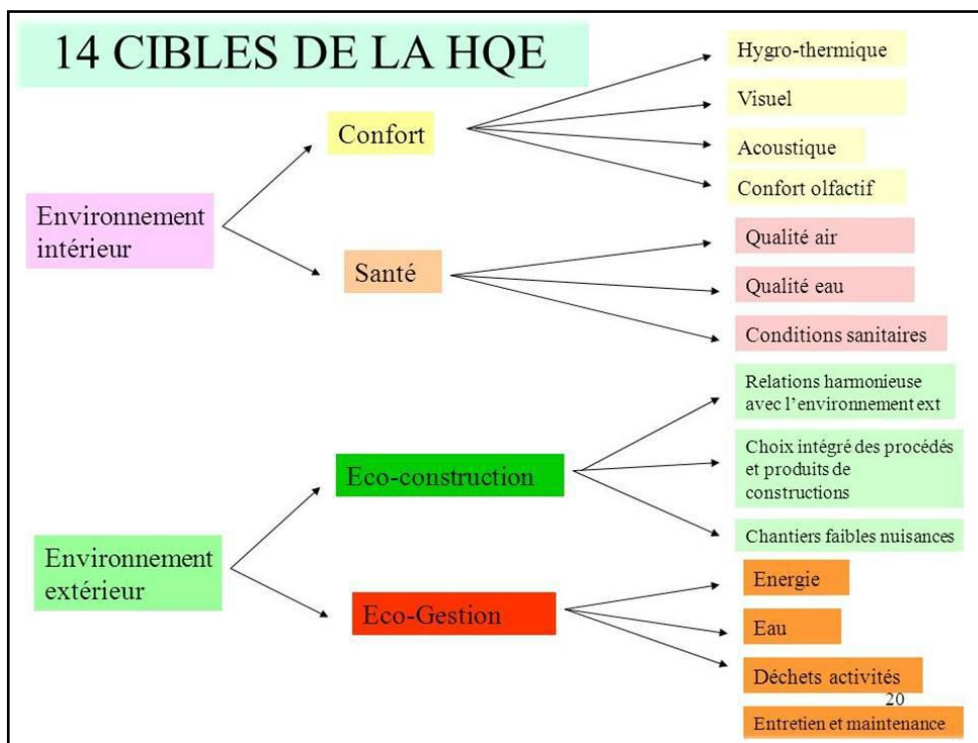 14 CIBLES DE LA HQE
Environnement
intérieur
Confort
Hygro-thermique
Visuel
Acoustique
Confort olfactif
Santé
Qualité air
Qualité eau
Conditions sanitaires
Environnement
extérieur
Eco-construction
Relations harmonieuse
avec l’environnement ext
Choix intégré des procédés
et produits de
constructions
Chantiers faibles nuisances
Eco-Gestion
Energie
Eau
Déchets activités
20
Entretien et maintenance